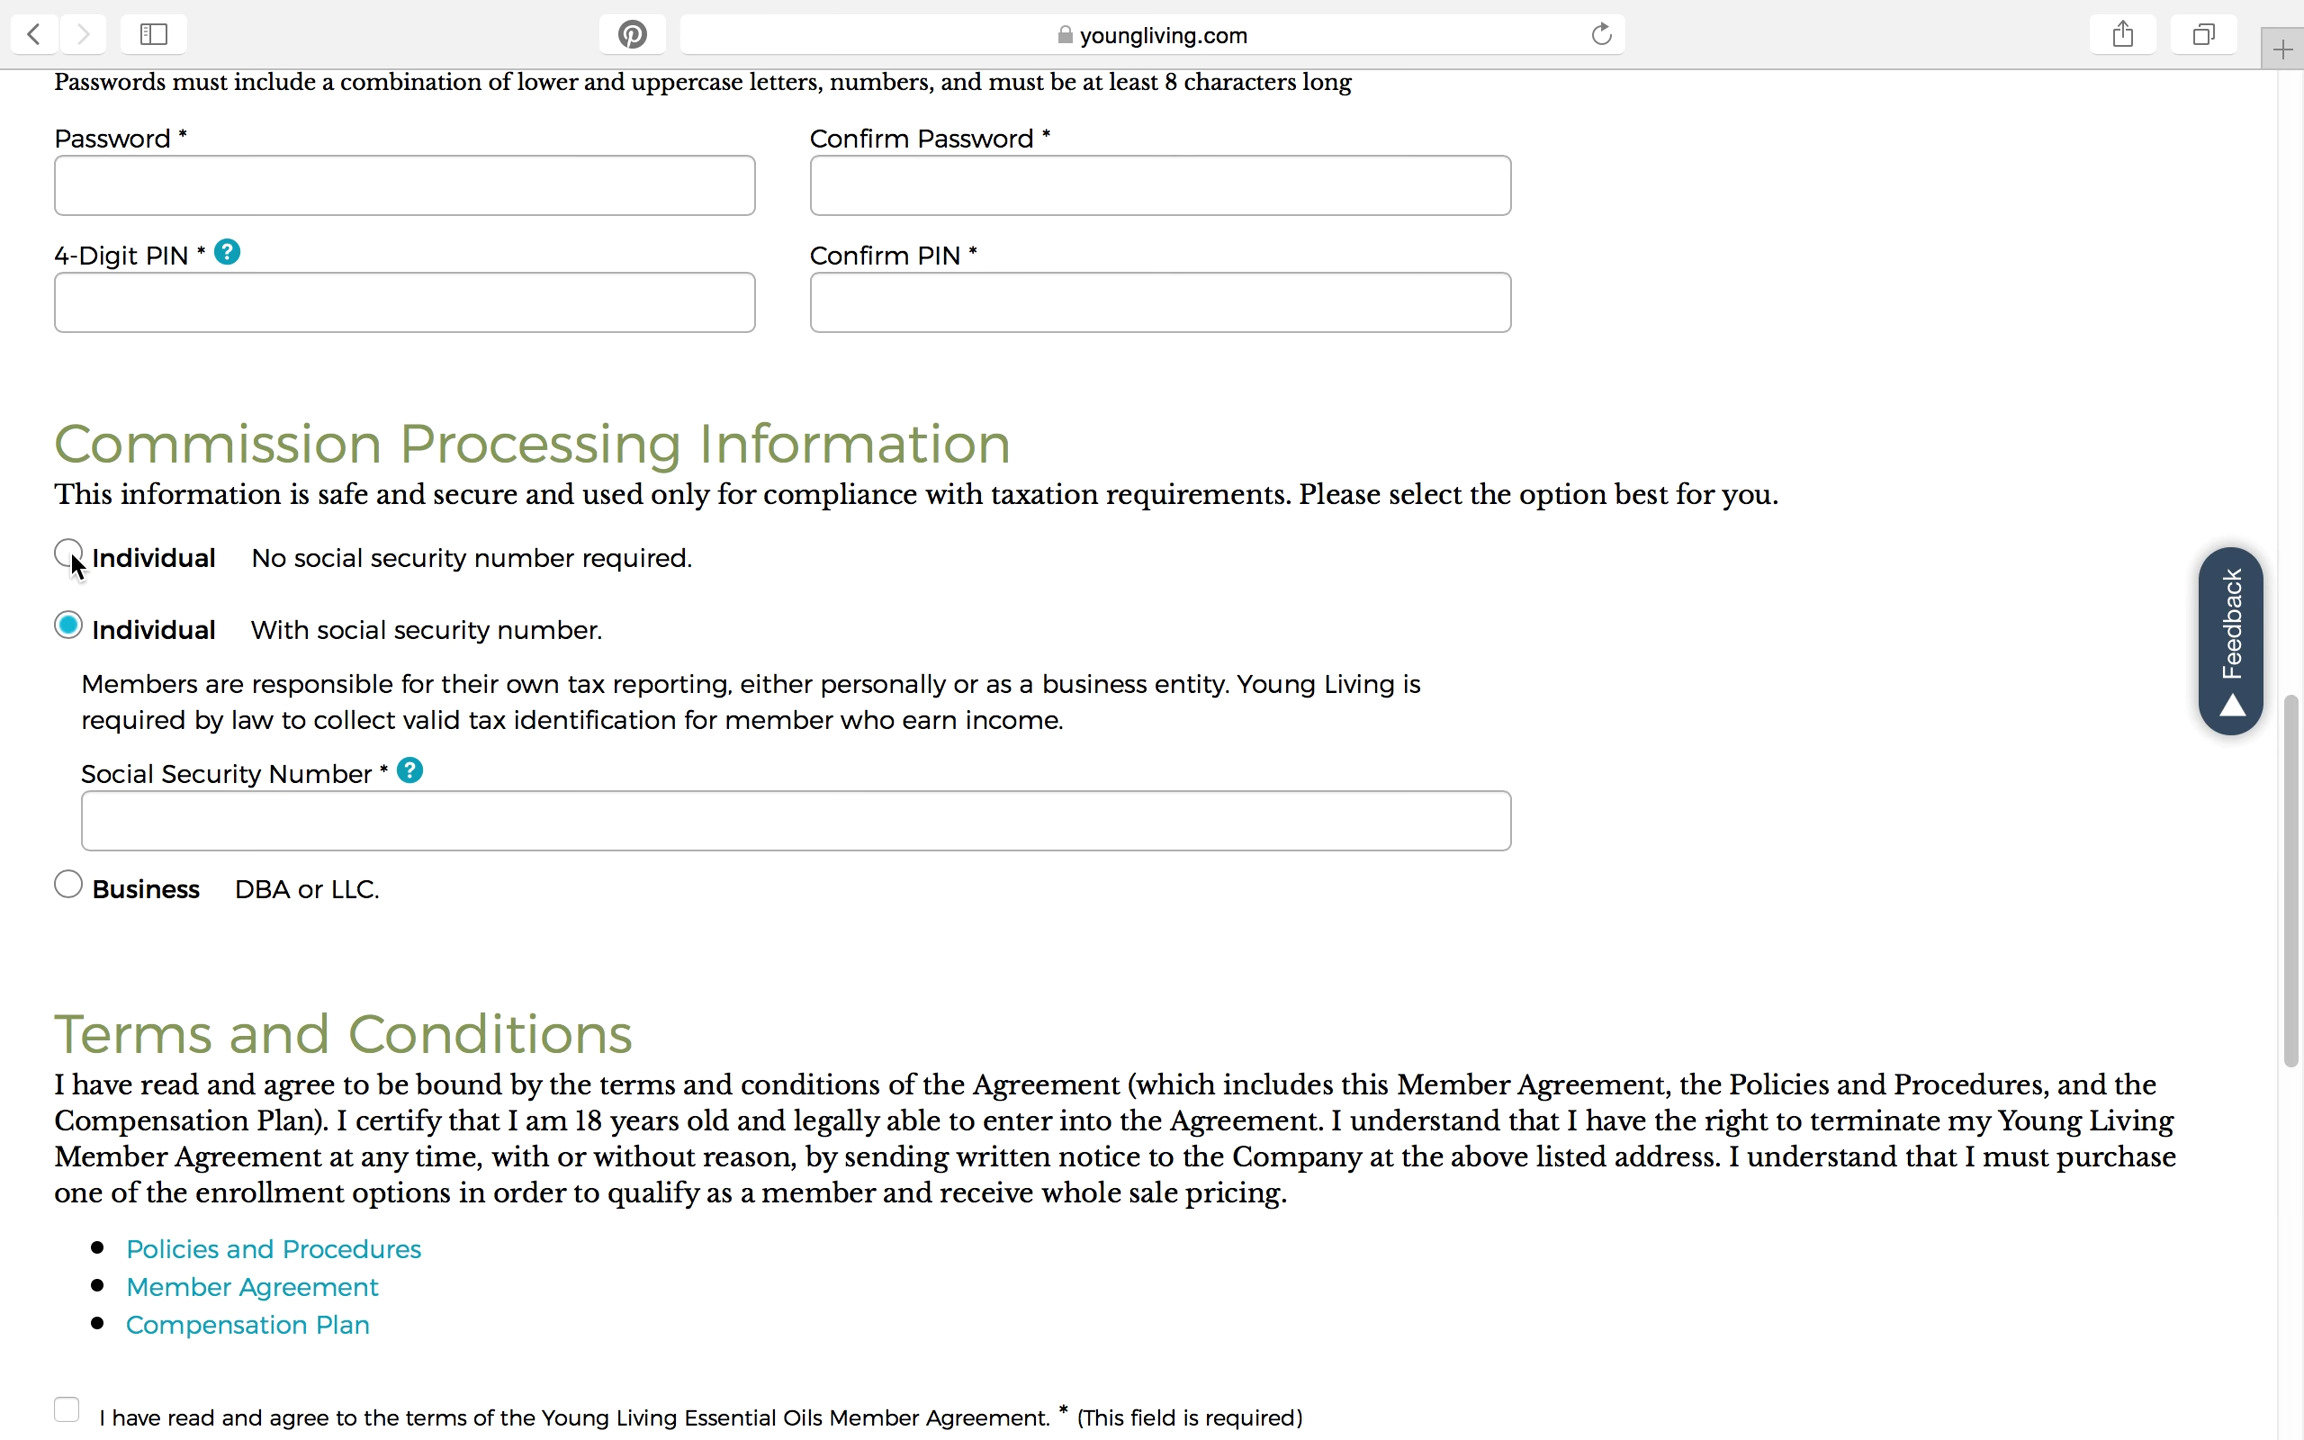 youngliving.com
Passwords must include a combination of lower and uppercase letters, numbers, and must be at least 8 characters long
Password * Confirm Password *
4-Digit PIN * ? Confirm PIN *
Commission Processing Information
This information is safe and secure and used only for compliance with taxation requirements. Please select the option best for you.
Individual No social security number required.
Individual With social security number.
Members are responsible for their own tax reporting, either personally or as a business entity. Young Living is
required by law to collect valid tax identification for member who earn income.
Social Security Number * ?
Business DBA or LLC.
Feedback
Terms and Conditions
I have read and agree to be bound by the terms and conditions of the Agreement (which includes this Member Agreement, the Policies and Procedures, and the
Compensation Plan). I certify that I am 18 years old and legally able to enter into the Agreement. I understand that I have the right to terminate my Young Living
Member Agreement at any time, with or without reason, by sending written notice to the Company at the above listed address. I understand that I must purchase
one of the enrollment options in order to qualify as a member and receive whole sale pricing.
Policies and Procedures
Member Agreement
Compensation Plan
I have read and agree to the terms of the Young Living Essential Oils Member Agreement. * (This field is required)